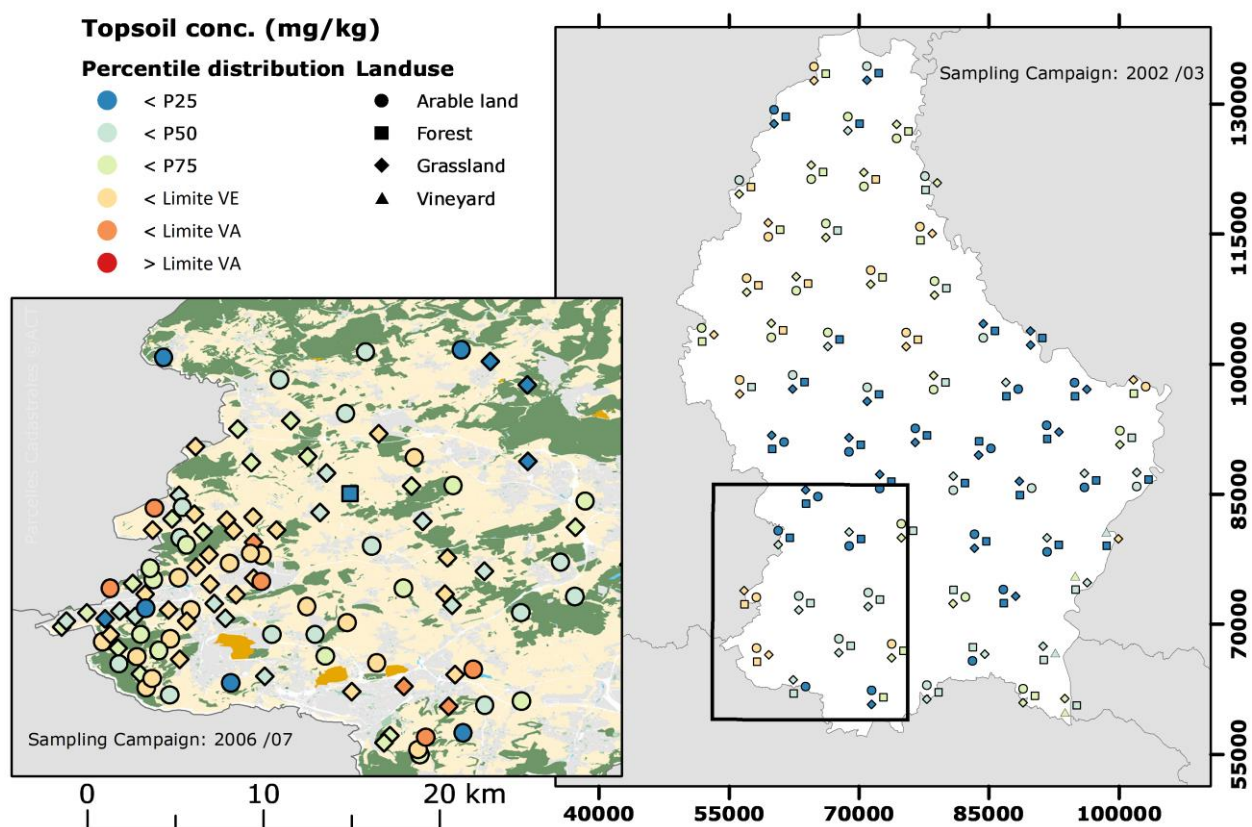 Topsoil conc. (mg/kg)
Percentile distribution Landuse
< P25
Arable land
< P50
Forest
< P75
Grassland
< Limite VE
Vineyard
< Limite VA
> Limite VA
Sampling Campaign: 2002 /03
130000
115000
100000
85000
70000
55000
40000 55000 70000 85000 100000
Parcelles Cadastrales © ACT
Sampling Campaign: 2006 /07
0 10 20 km